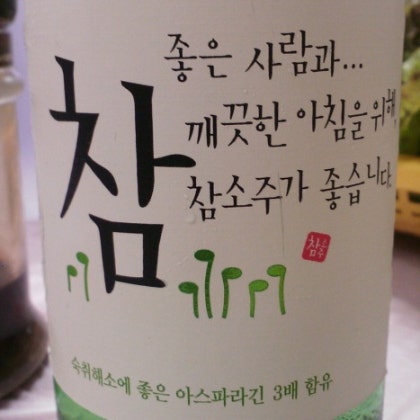 좋은 사람과...
깨끗한 아침을 위해,
참소주가 좋습니다.
참
숙취해소에 좋은 아스파라긴 3배 함유